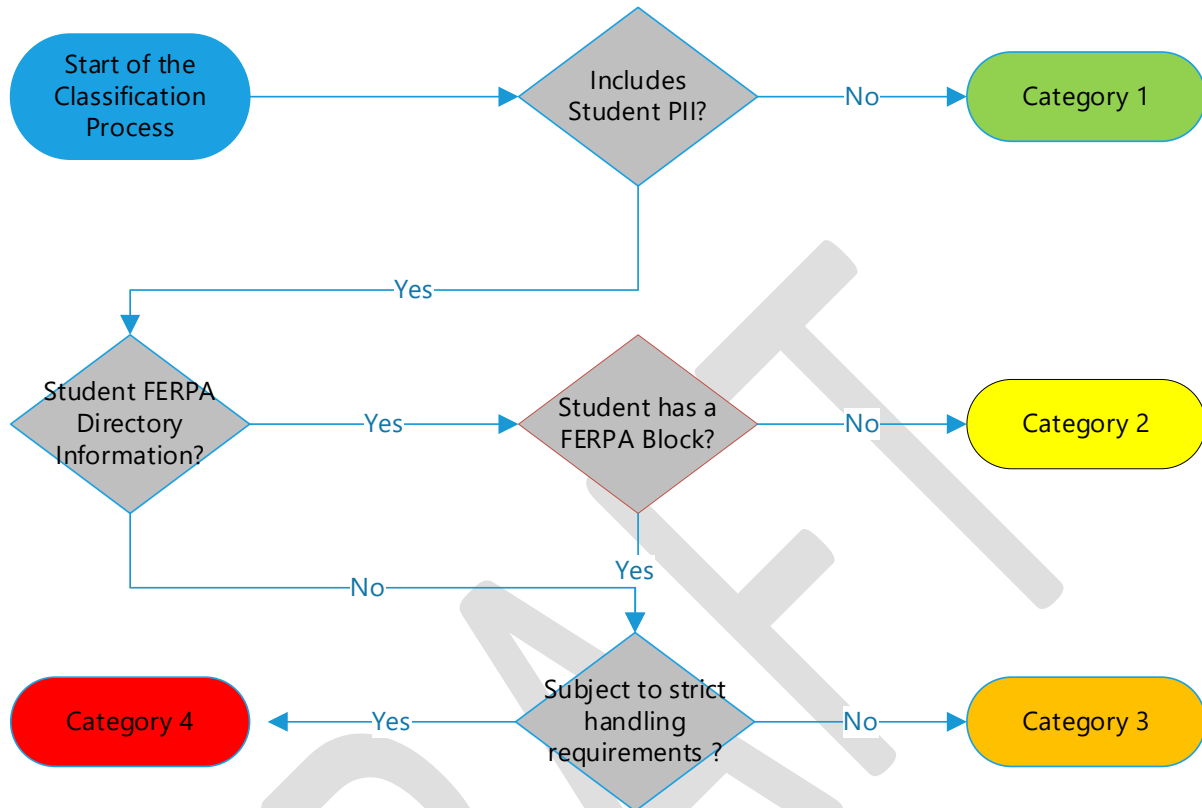 Start of the
Classification
Process
Includes
Student PII?
No
Category 1
Yes
Student FERPA
Directory
Information?
Yes
Student has a
FERPA Block?
No
Category 2
No
Yes
Category 4
Yes
Subject to strict
handling
requirements ?
No
Category 3
DRAFT